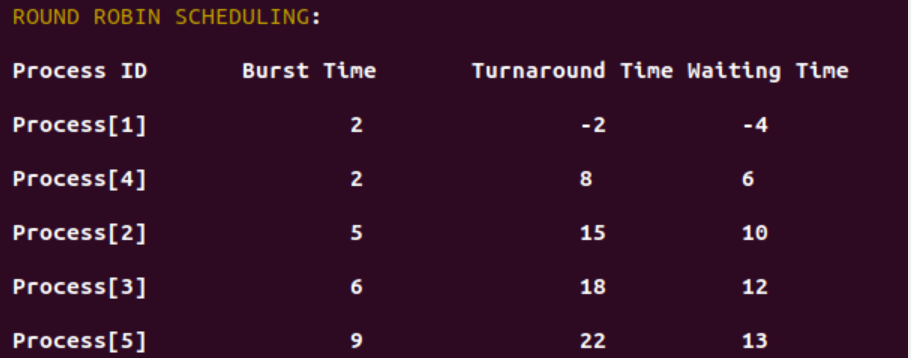 ROUND ROBIN SCHEDULING:
Process ID Burst Time Turnaround Time Waiting Time
Process[1] 2 -2 -4
Process[4] 2 8 6
Process[2] 5 15 10
Process[3] 6 18 12
Process[5] 9 22 13